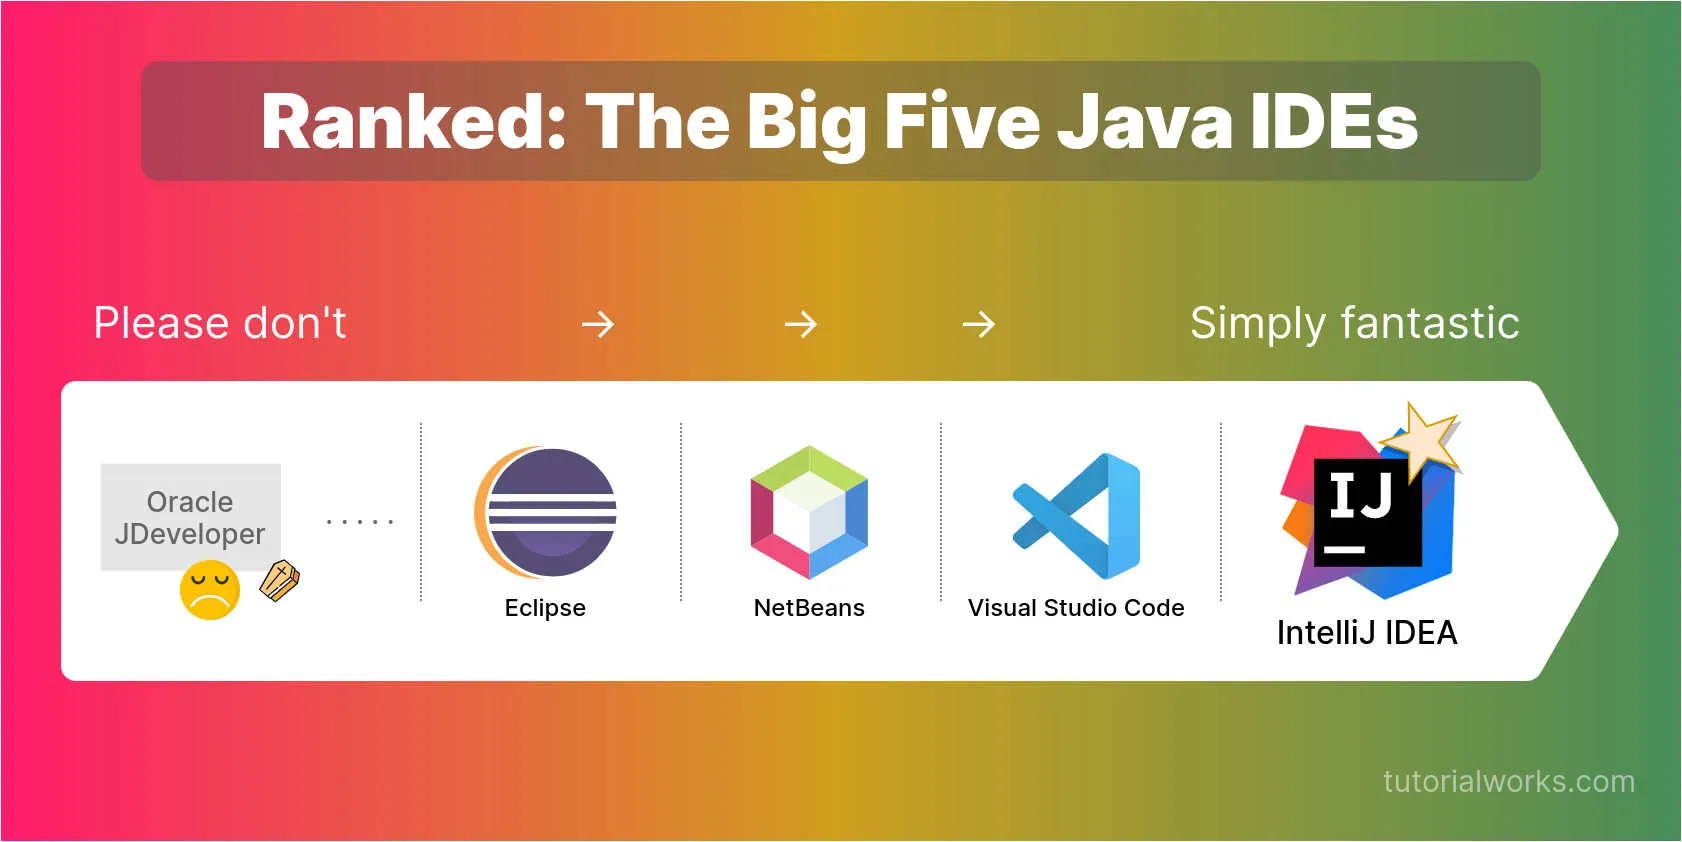 Ranked: The Big Five Java IDEs
Please don't → → → Simply fantastic
Oracle
JDeveloper
.....
Eclipse
NetBeans
Visual Studio Code
IJ
IntelliJ IDEA
tutorialworks.com